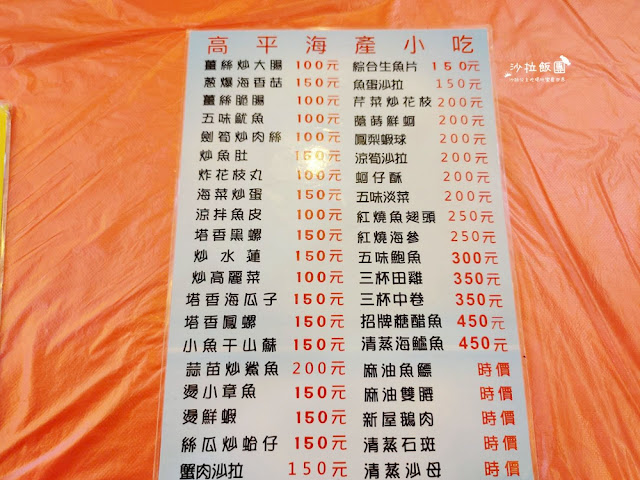 高平海產小吃
薑絲炒大腸 100元
蔥爆海香菇 150元
薑絲脆腸 100元
五味魷魚 100元
劍筍炒肉絲 150元
炒魚肚 150元
炸花枝丸 100元
海菜炒蛋 150元
涼拌魚皮 100元
塔香黑螺 150元
炒水蓮 150元
炒高麗菜 100元
塔香海瓜子 150元
塔香鳳螺 150元
小魚干山蘇 150元
蒜苗炒鯊魚 200元
燙小章魚 150元
燙鮮蝦 150元
絲瓜炒蛤仔 150元
蟹肉沙拉 150元
綜合生魚片 150元
魚蛋沙拉 150元
芹菜炒花枝 200元
蔭蒔鮮蚵 200元
鳳梨蝦球 200元
涼筍沙拉 200元
蚵仔酥 200元
五味淡菜 200元
紅燒魚翅頭 250元
紅燒海參 250元
五味鮑魚 300元
三杯田雞 350元
三杯中卷 350元
招牌糖醋魚 450元
清蒸海鱸魚 450元
麻油魚鰾 時價
麻油雙腰 時價
新屋鵝肉 時價
清蒸石斑 時價
清蒸沙母 時價
沙拉飯團